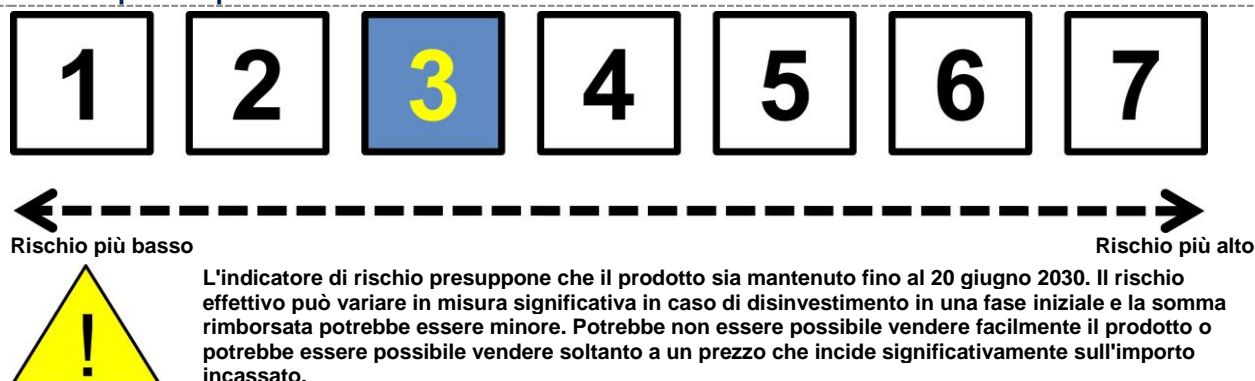 1 2 3 4 5 6 7
Rischio più basso Rischio più alto
L'indicatore di rischio presuppone che il prodotto sia mantenuto fino al 20 giugno 2030. Il rischio
effettivo può variare in misura significativa in caso di disinvestimento in una fase iniziale e la somma
rimborsata potrebbe essere minore. Potrebbe non essere possibile vendere facilmente il prodotto o
potrebbe essere possibile vendere soltanto a un prezzo che incide significativamente sull'importo
incassato.
!